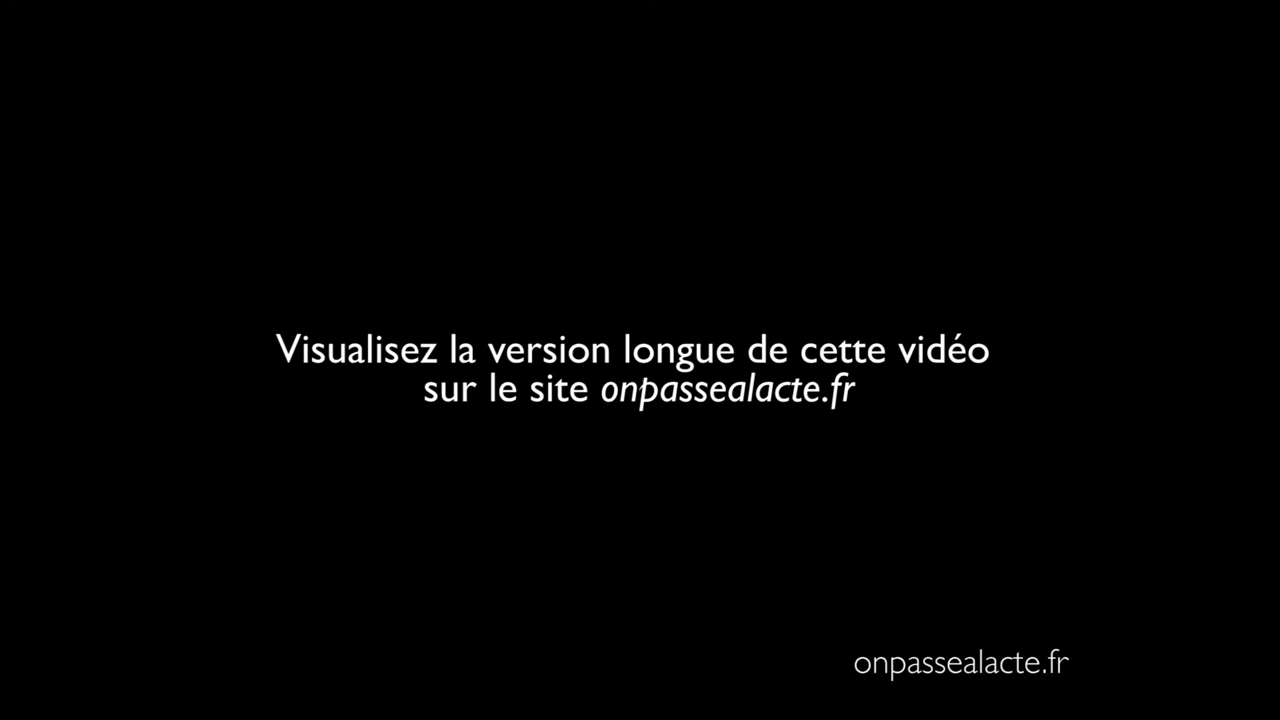 Visualisez la version longue de cette vidéo
sur le site onpassealacte.fr
onpassealacte.fr